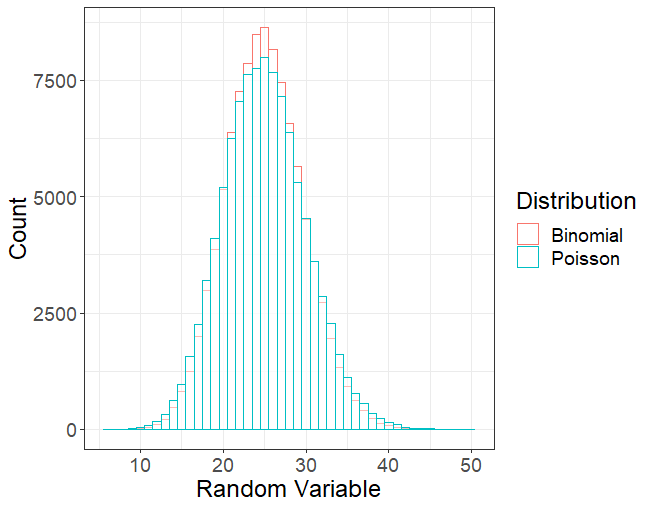 7500
5000
2500
0
Count
10 20 30 40 50
Random Variable
Distribution
Binomial
Poisson